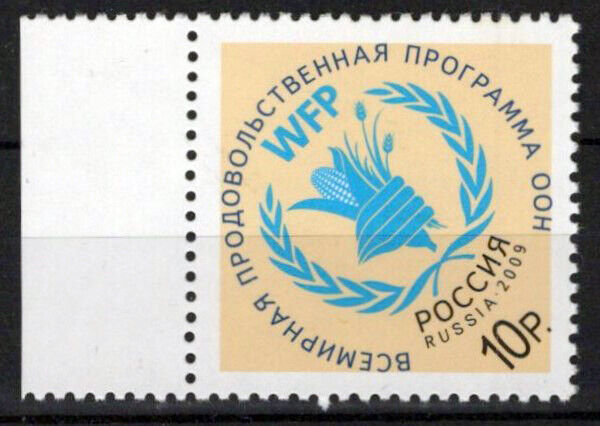 ВСЕМИРНАЯ ПРОДОВОЛЬСТВЕННАЯ ПРОГРАММА ООН
WFP
РОССИЯ
RUSSIA·2009
10р.